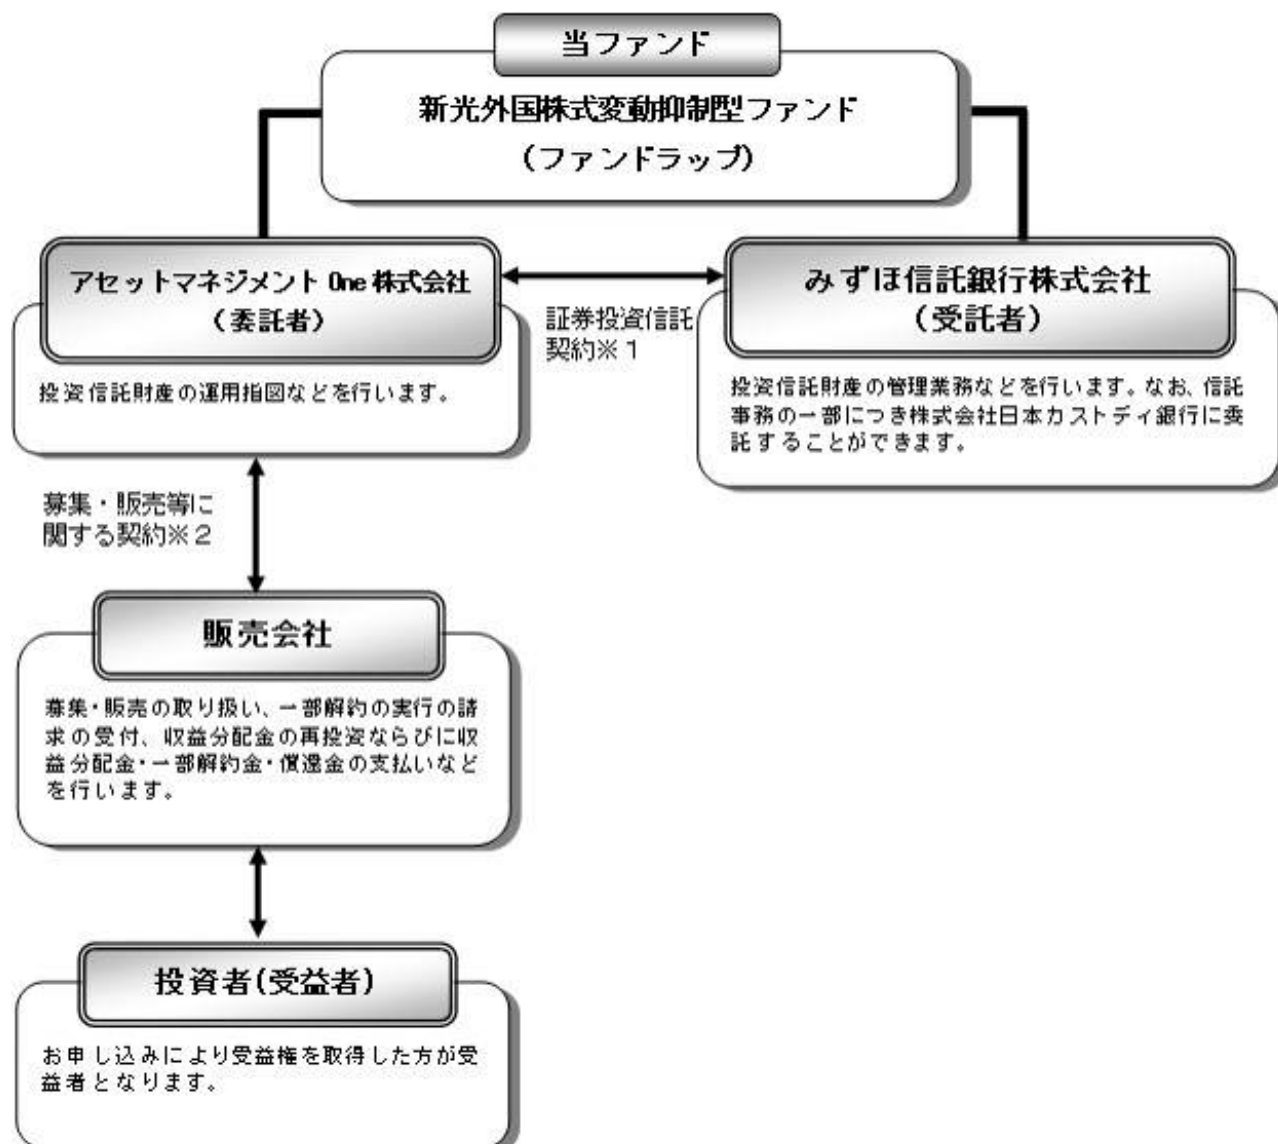 当ファンド
新光外国株式変動抑制型ファンド
（ファンドラップ）
アセットマネジメント One 株式会社
（委託者）
投資信託財産の運用指図などを行います。
証券投資信託
契約※１
みずほ信託銀行株式会社
（受託者）
投資信託財産の管理業務などを行います。なお、信託
事務の一部につき株式会社日本カストディ銀行に委
託することができます。
募集・販売等に
関する契約※２
販売会社
募集・販売の取り扱い、一部解約の実行の請
求の受付、収益分配金の再投資ならびに収
益分配金・一部解約金・償還金の支払いなど
を行います。
投資者(受益者)
お申し込みにより受益権を取得した方が受
益者となります。